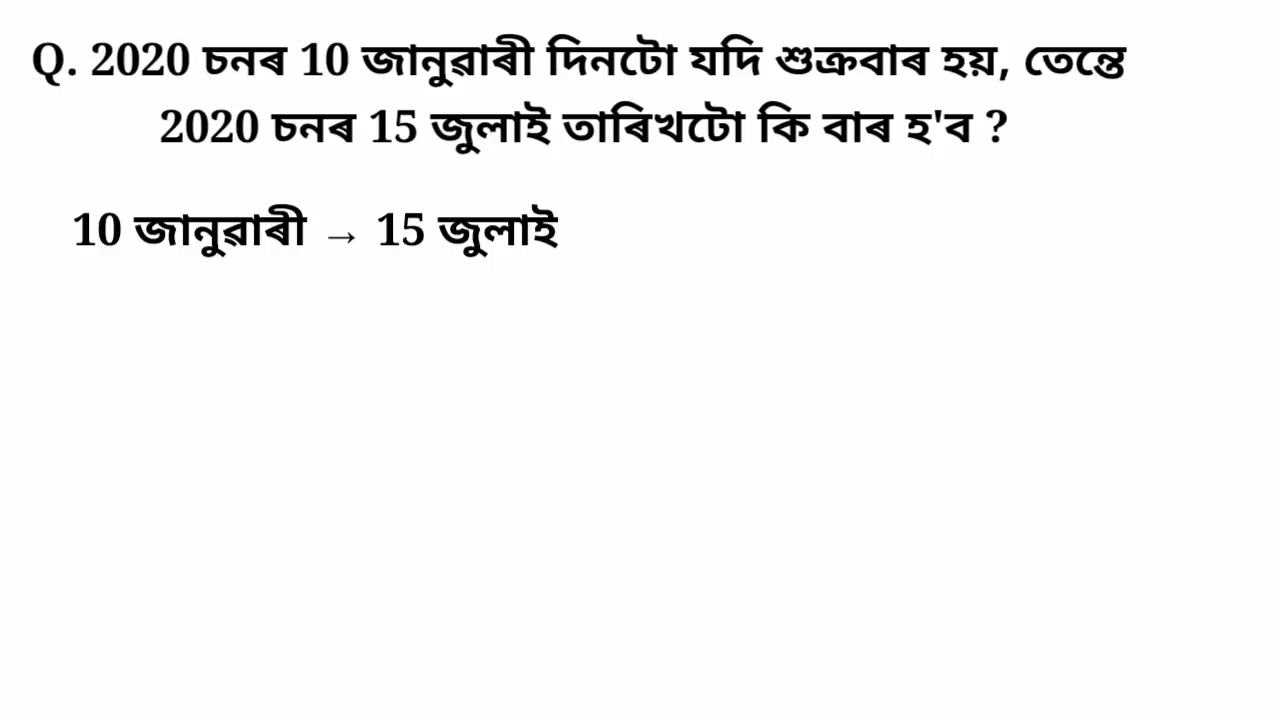 Q. 2020 চনৰ 10 জানুৱাৰী দিনটো যদি শুক্ৰবাৰ হয়, তেন্তে
2020 চনৰ 15 জুলাই তাৰিখটো কি বাৰ হ'ব ?
10 জানুৱাৰী → 15 জুলাই